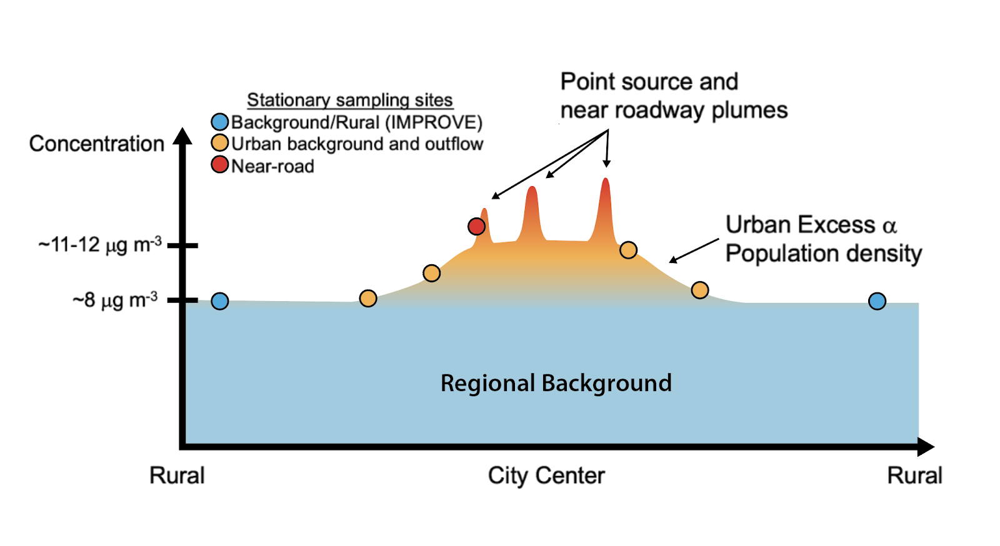 Point source and
near roadway plumes
Stationary sampling sites
Background/Rural (IMPROVE)
Urban background and outflow
Near-road
Concentration
Urban Excess α
Population density
~11-12 μg m-3
~8 μg m-3
Regional Background
Rural
City Center
Rural